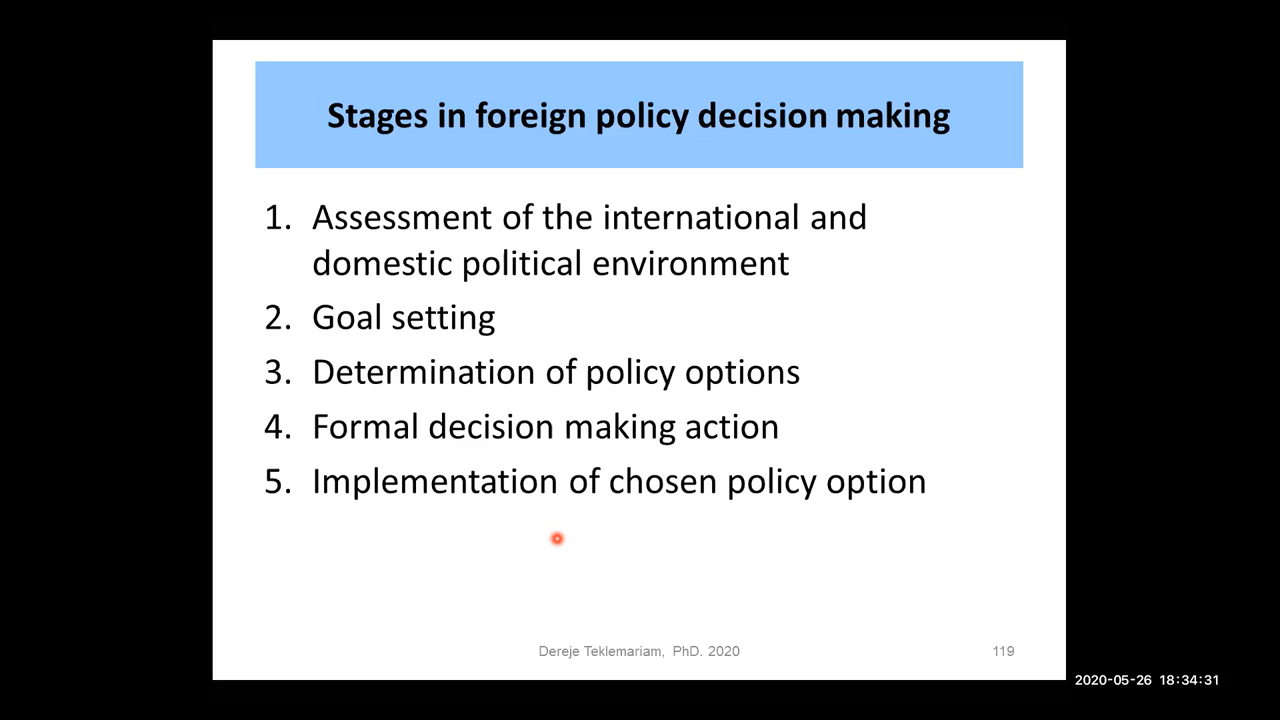 Stages in foreign policy decision making
1. Assessment of the international and
domestic political environment
2. Goal setting
3. Determination of policy options
4. Formal decision making action
5. Implementation of chosen policy option
Dereje Teklemariam, PhD. 2020
119
2020-05-26 18:34:31